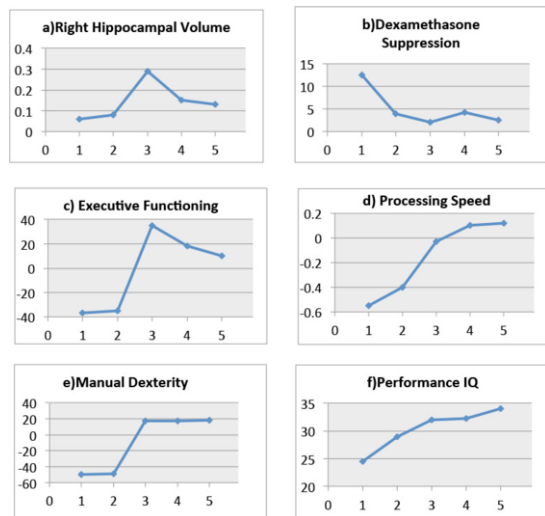 a)Right Hippocampal Volume
0.4
0.3
0.2
0.1
0
0 1 2 3 4 5
b)Dexamethasone
Suppression
15
10
5
0
0 1 2 3 4 5
c) Executive Functioning
40
20
0
-20
-40
0 1 2 3 4 5
d) Processing Speed
0.2
0
-0.2
-0.4
-0.6
0 1 2 3 4 5
e)Manual Dexterity
40
20
0
-20
-40
-60
0 1 2 3 4 5
f)Performance IQ
35
30
25
20
0 1 2 3 4 5